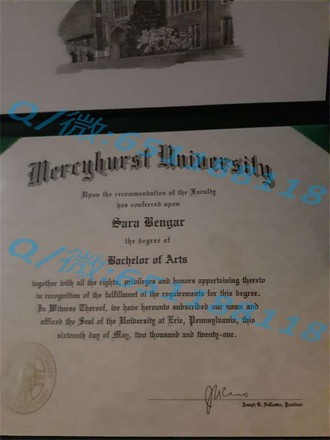 Mercyhurst University
Upon the recommendation of the Faculty
has conferred upon
Sara Bengar
the degree of
Bachelor of Arts
together with all the rights, privileges and honors appertaining thereto
in recognition of the fulfillment of the requirements for this degree.
In Witness Thereof, we have hereunto subscribed our name and
affixed the Seal of the University at Erie, Pennsylvania, this
sixteenth day of May, two thousand and twenty-one.
President
Q/微:
Q/微: